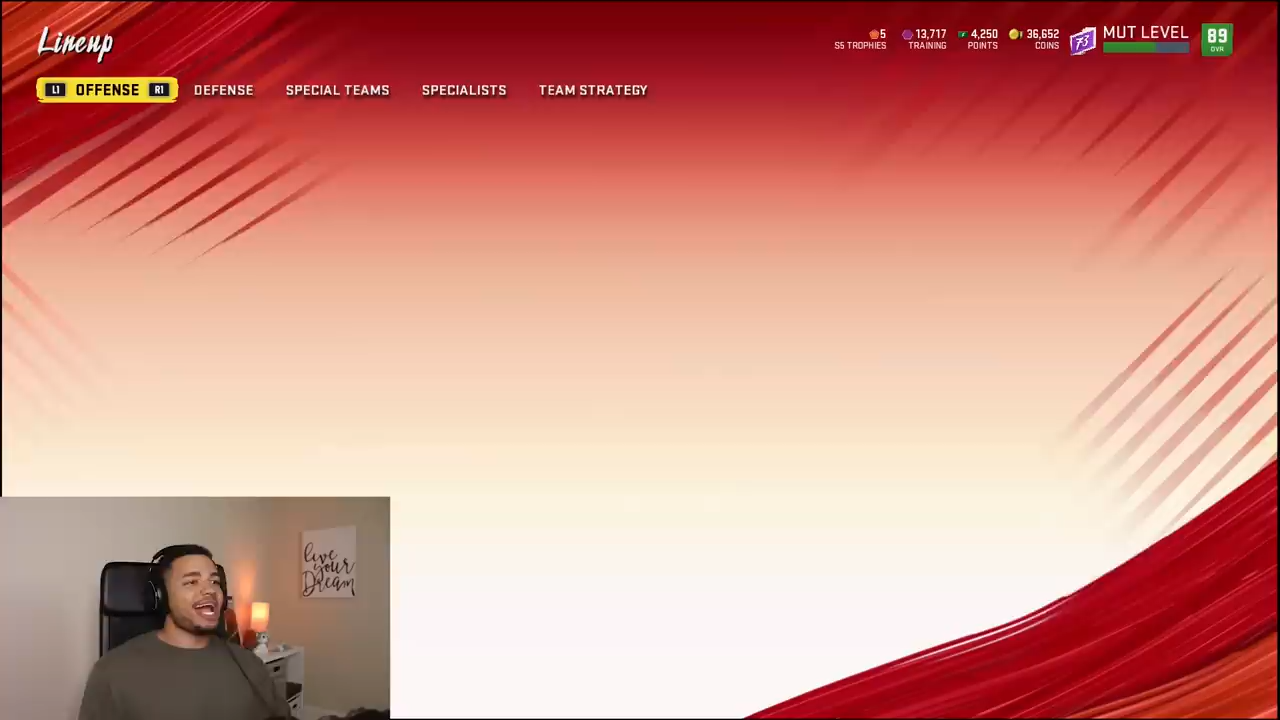 Lineup
5
S5 TROPHIES
13,717
TRAINING
4,250
POINTS
36,652
COINS
73
MUT LEVEL
89
OVR
L1 OFFENSE R1 DEFENSE SPECIAL TEAMS SPECIALISTS TEAM STRATEGY
live
your
Dream